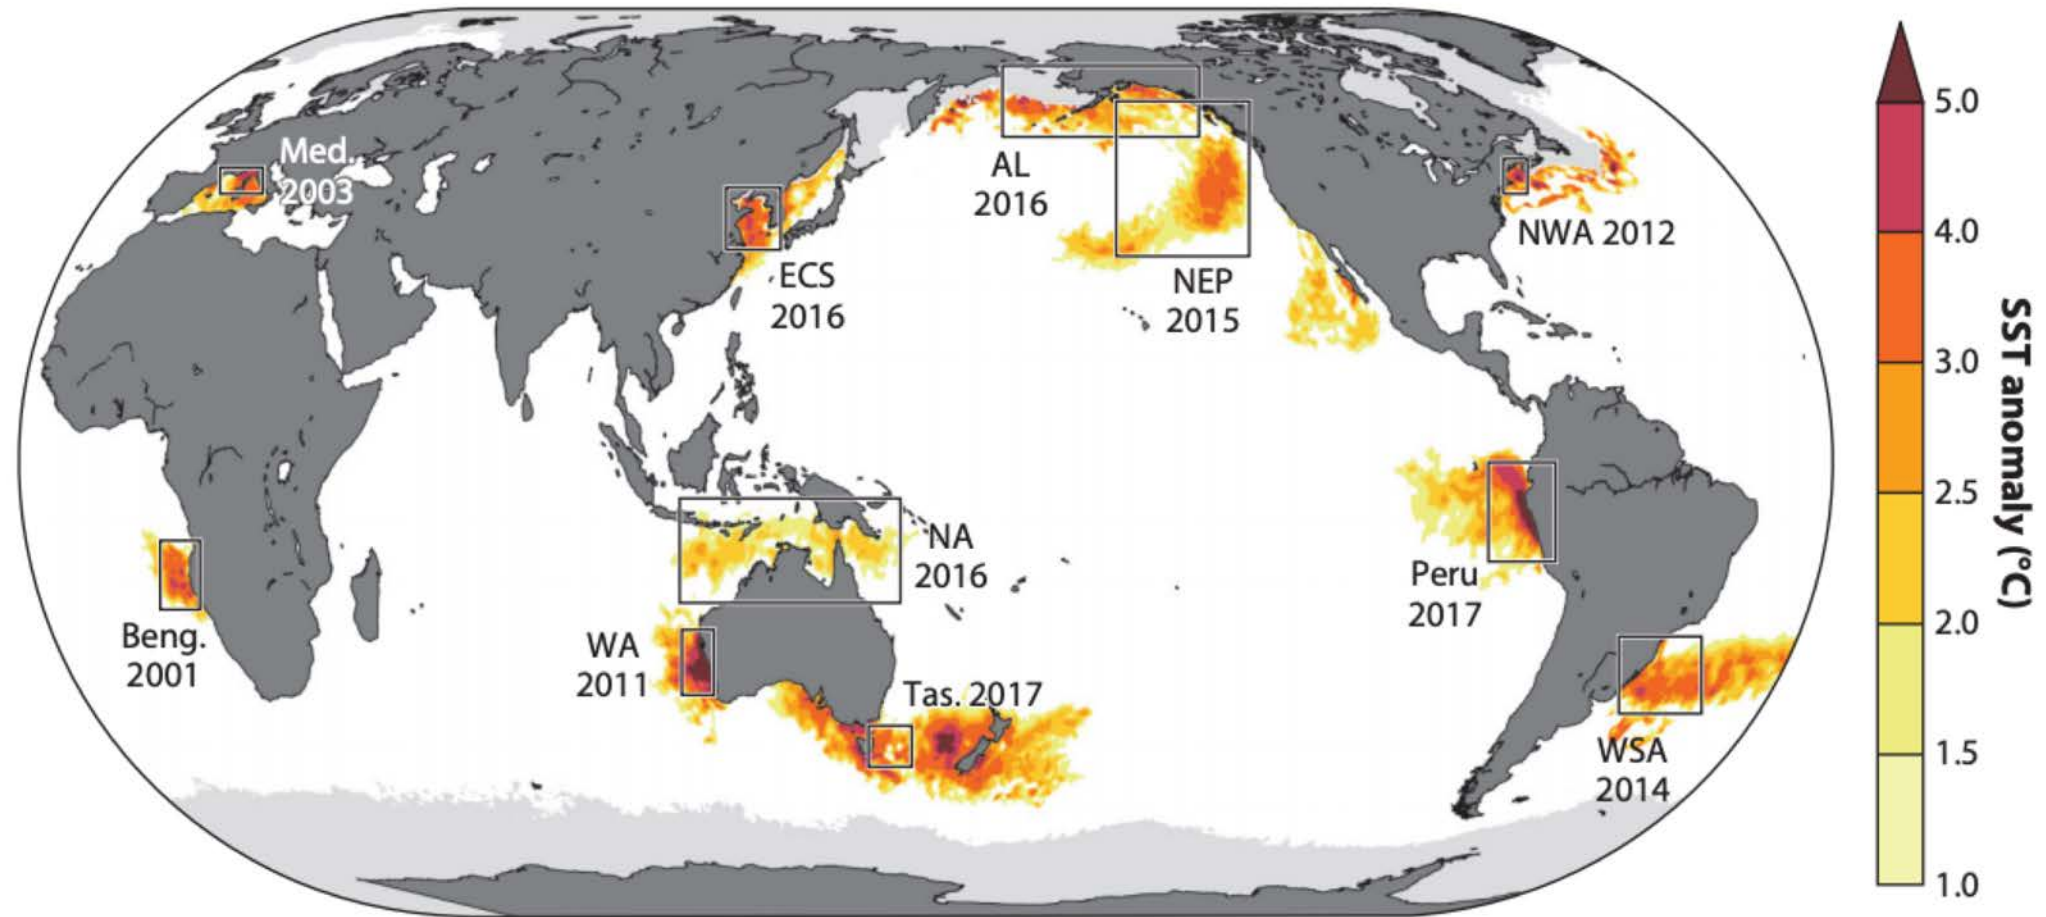 Med.
2003
AL
2016
NWA 2012
ECS
2016
NEP
2015
NA
2016
Peru
2017
Beng.
2001
WA
2011
Tas. 2017
WSA
2014
5.0
4.0
3.0
2.5
2.0
1.5
1.0
SST anomaly (°C)